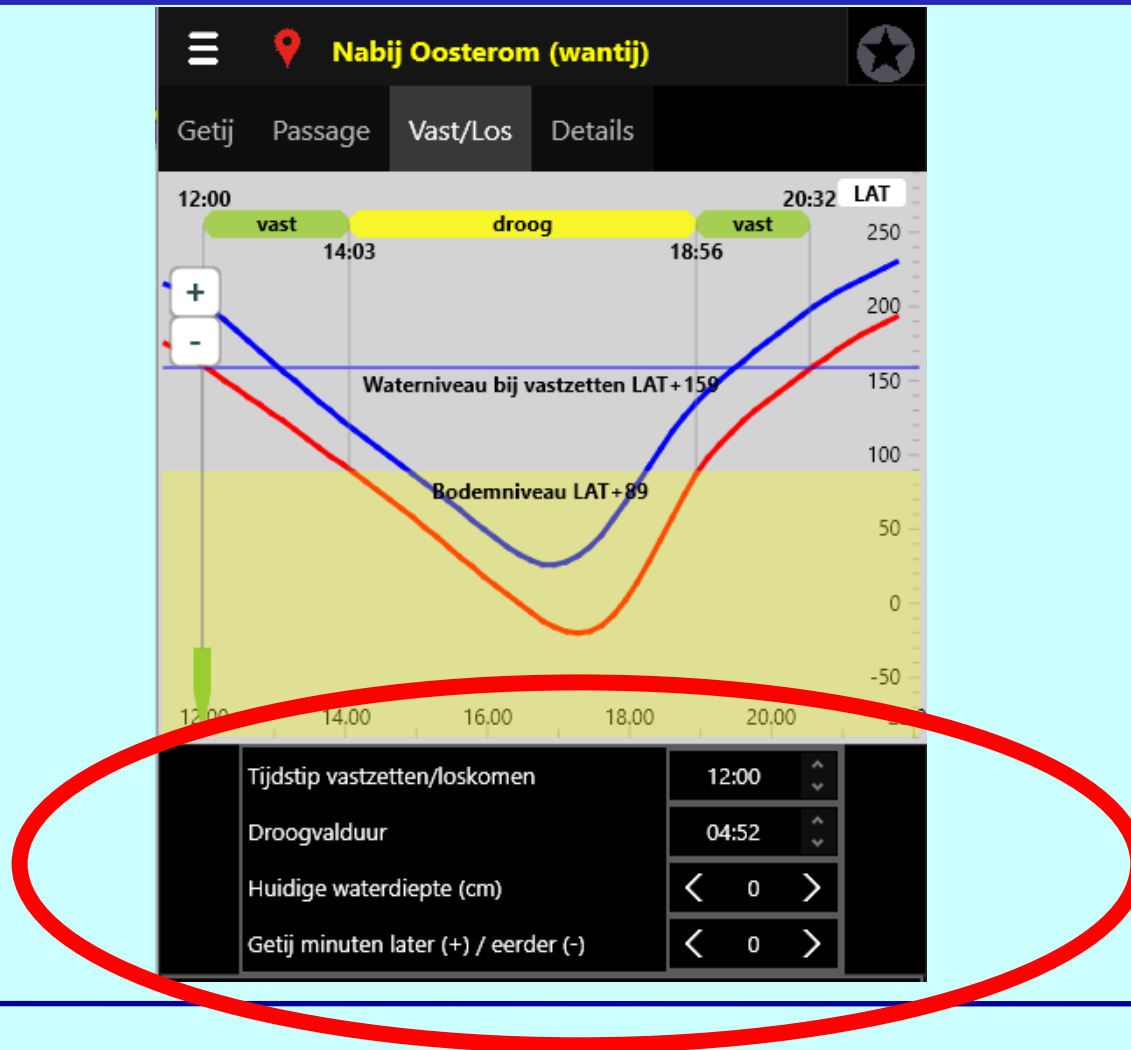 Nabij Oosterom (wantij)
Getij Passage Vast/Los Details
12:00 20:32 LAT
vast droog vast 250
14:03 18:56
+ 200
-
Waterniveau bij vastzetten LAT+159 150
100
Bodemniveau LAT+89
50
0
-50
14.00 16.00 18.00 20.00
Tijdstip vastzetten/loskomen 12:00
Droogvalduur 04:52
Huidige waterdiepte (cm) < 0 >
Getij minuten later (+) / eerder (-) < 0 >